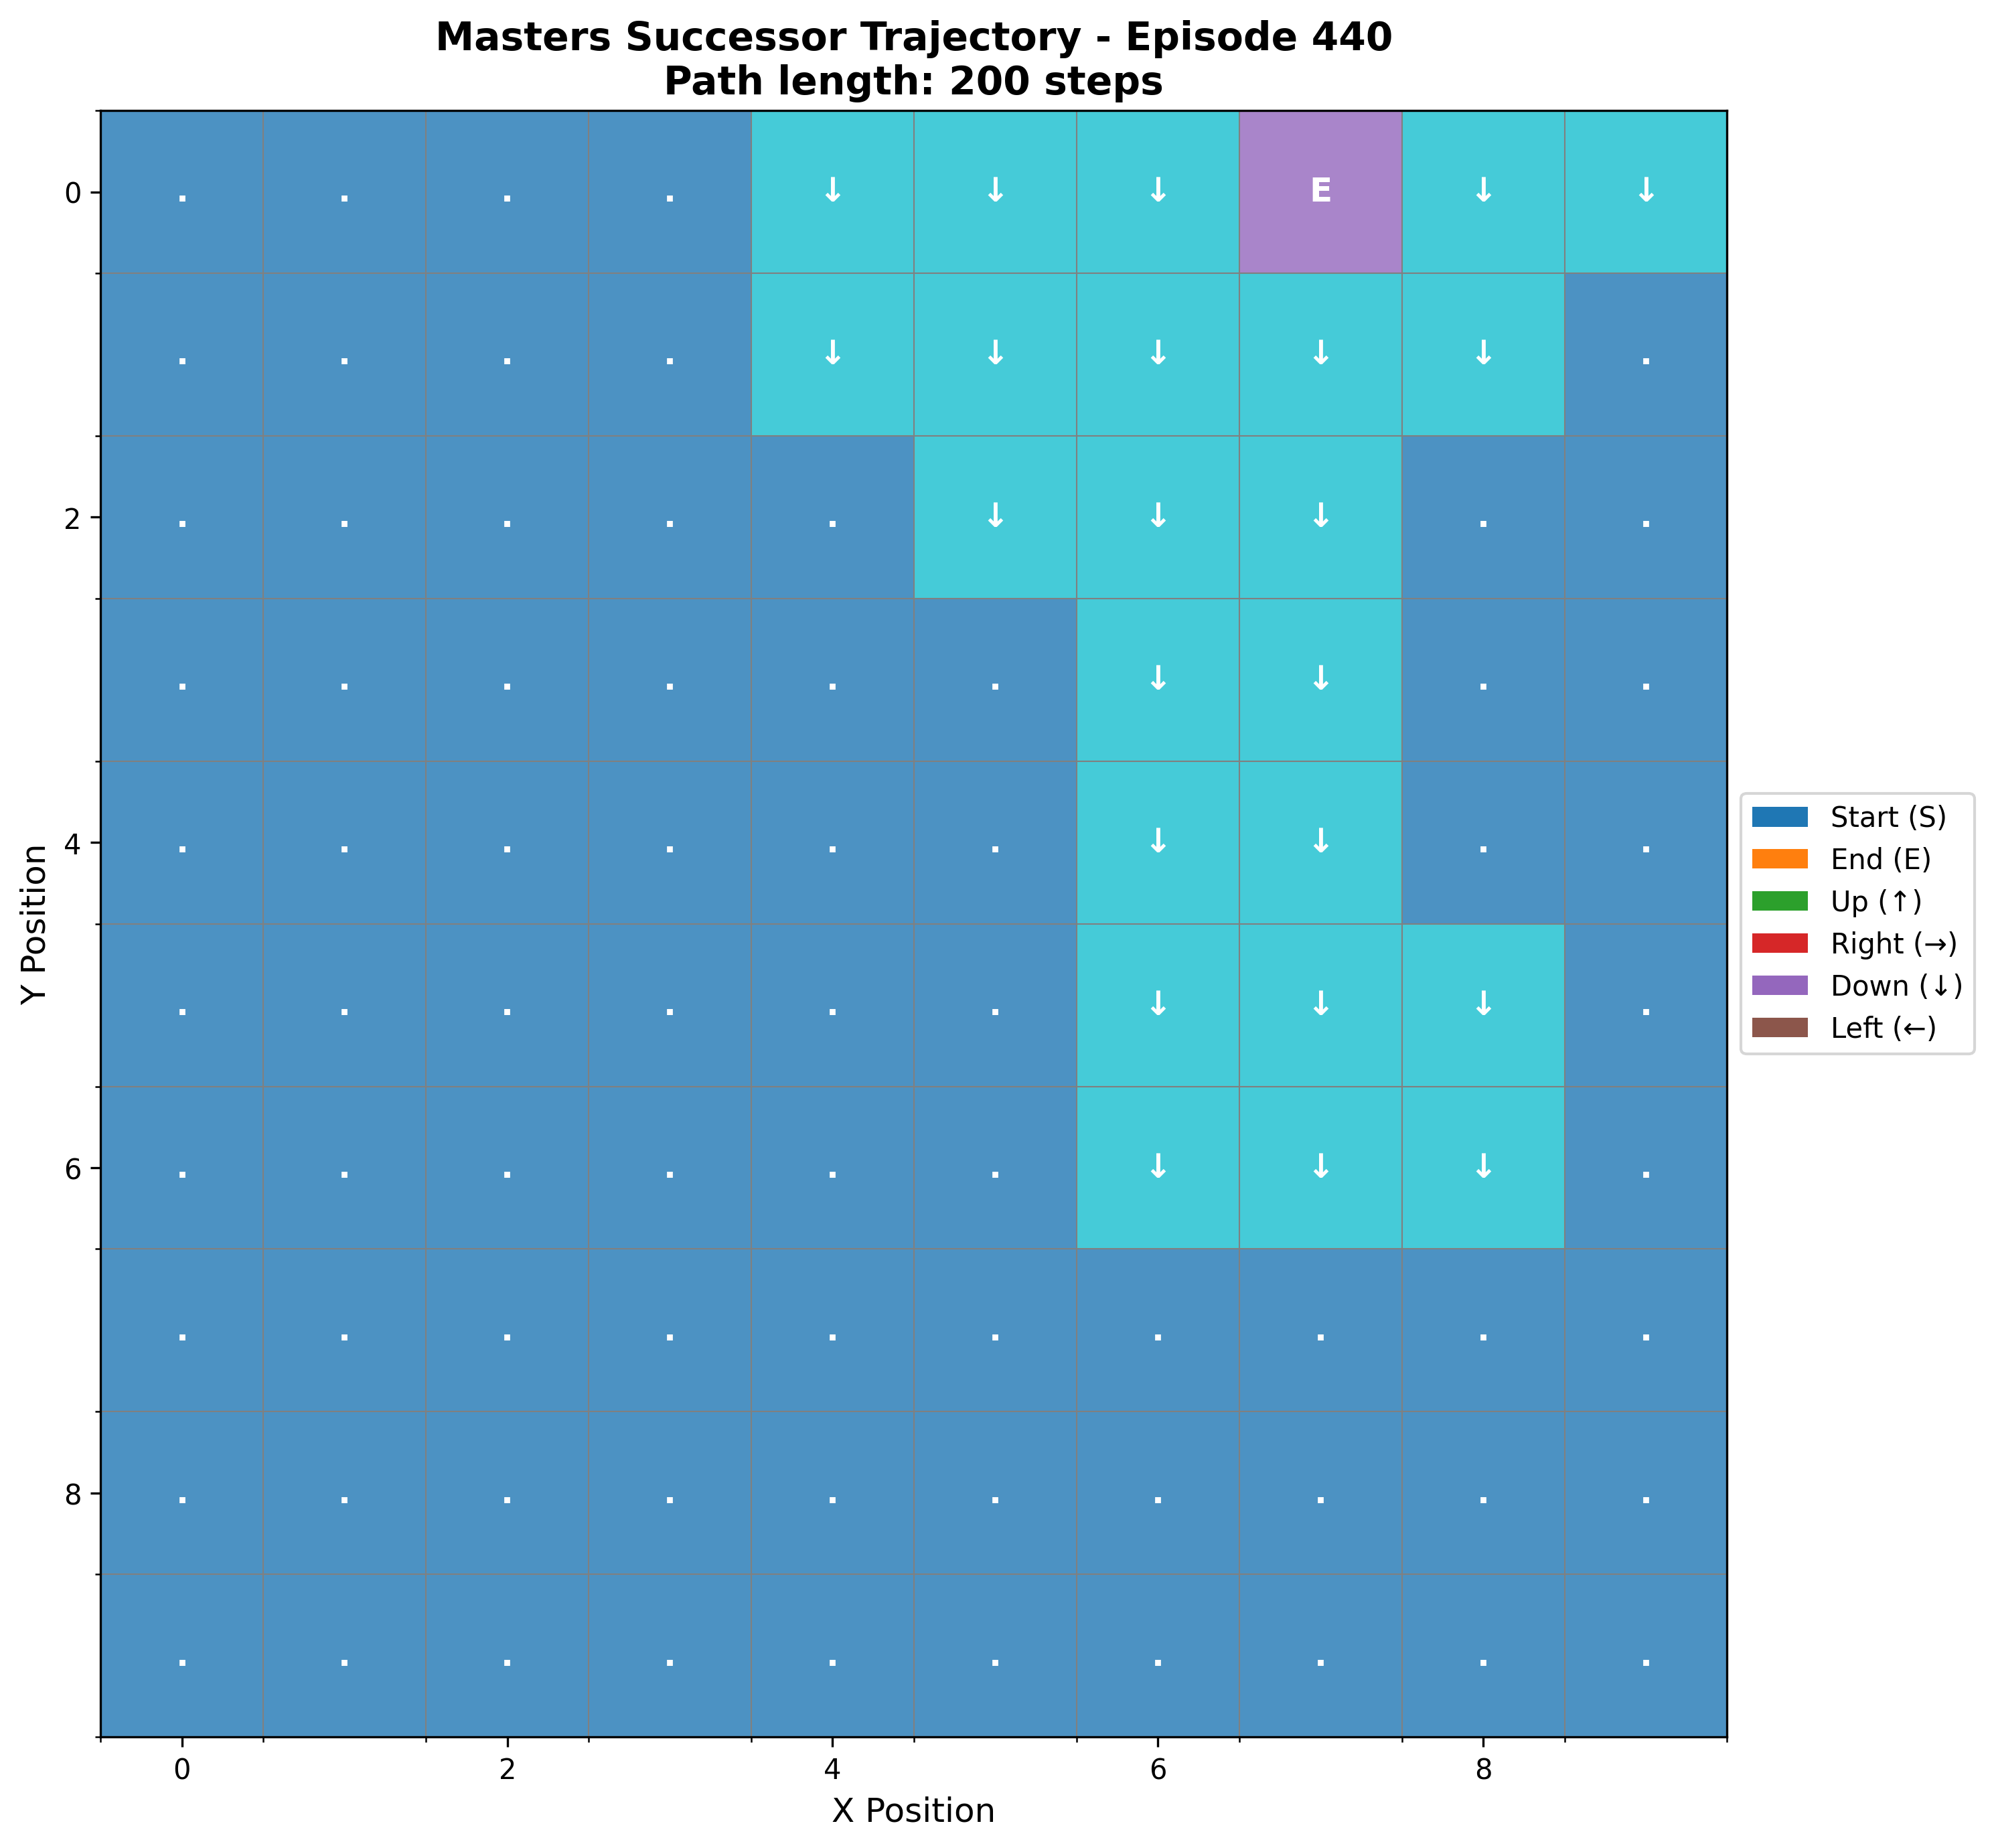 Masters Successor Trajectory - Episode 440
Path length: 200 steps
0 . . . . ↓ ↓ ↓ E ↓ ↓
. . . . ↓ ↓ ↓ ↓ ↓ .
2 . . . . . ↓ ↓ ↓ . .
. . . . . . ↓ ↓ . .
4 . . . . . . ↓ ↓ . .
. . . . . . ↓ ↓ ↓ .
6 . . . . . . ↓ ↓ ↓ .
. . . . . . . . . .
8 . . . . . . . . . .
. . . . . . . . . .
0 2 4 6 8
X Position
Y Position
Start (S)
End (E)
Up (↑)
Right (→)
Down (↓)
Left (←)